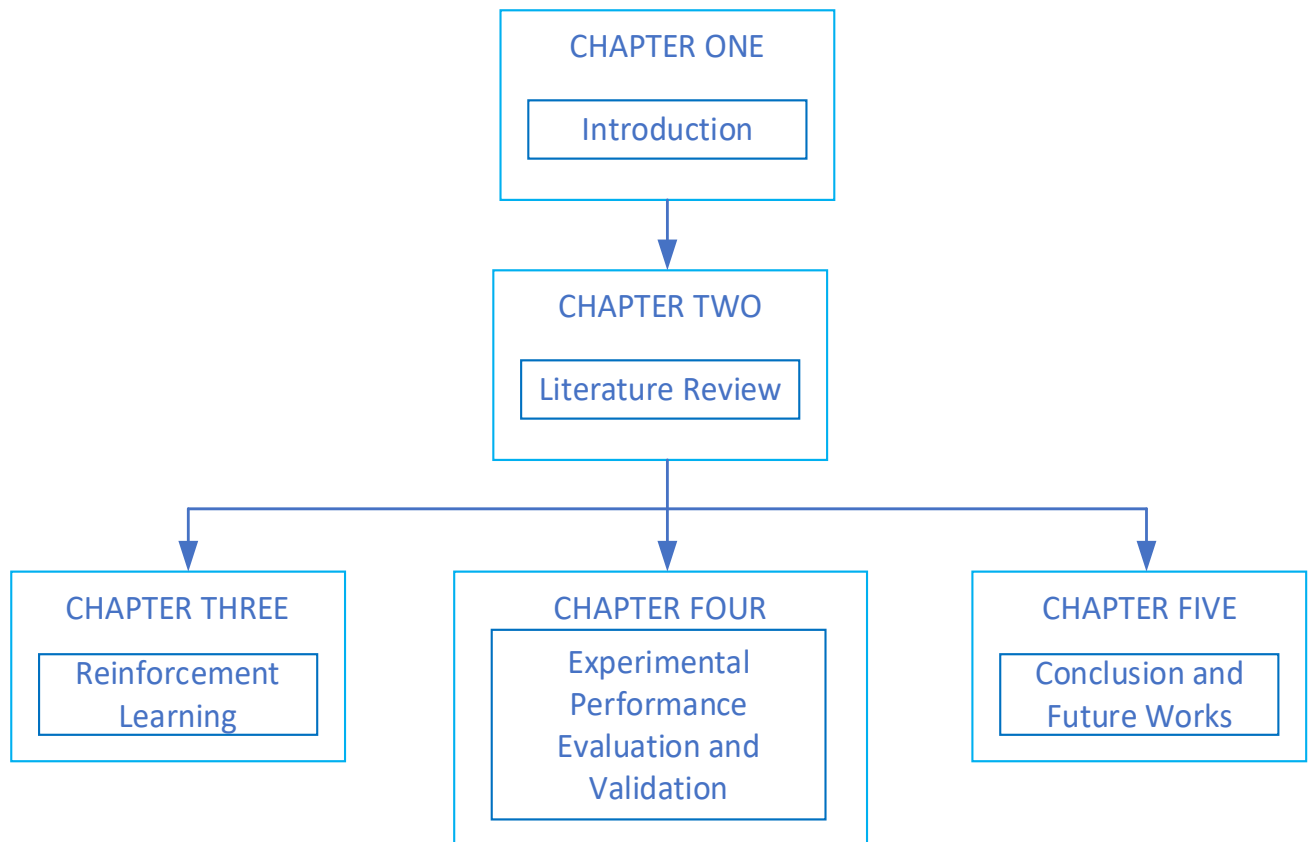 CHAPTER ONE
Introduction
CHAPTER TWO
Literature Review
CHAPTER THREE
Reinforcement
Learning
CHAPTER FOUR
Experimental
Performance
Evaluation and
Validation
CHAPTER FIVE
Conclusion and
Future Works